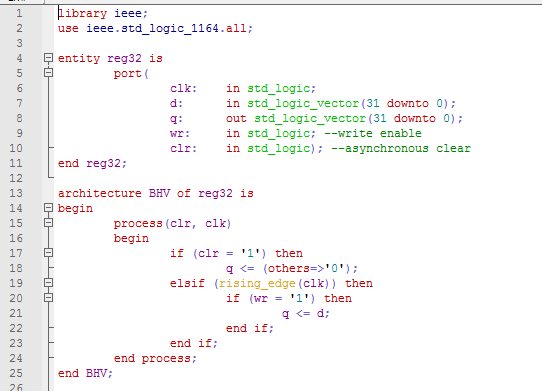 1 library ieee;
2 use ieee.std_logic_1164.all;
3
4 entity reg32 is
5 port(
6 clk: in std_logic;
7 d: in std_logic_vector(31 downto 0);
8 q: out std_logic_vector(31 downto 0);
9 wr: in std_logic; --write enable
10 clr: in std_logic); --asynchronous clear
11 end reg32;
12
13 architecture BHV of reg32 is
14 begin
15 process(clr, clk)
16 begin
17 if (clr = '1') then
18 q <= (others=>'0');
19 elsif (rising_edge(clk)) then
20 if (wr = '1') then
21 q <= d;
22 end if;
23 end if;
24 end process;
25 end BHV;
26